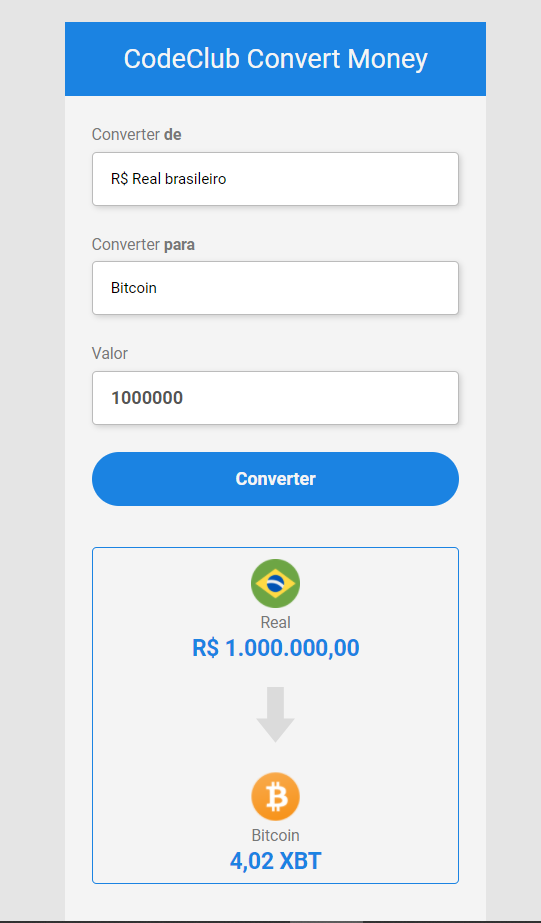 CodeClub Convert Money
Converter de
R$ Real brasileiro
Converter para
Bitcoin
Valor
1000000
Converter
Real
R$ 1.000.000,00
Bitcoin
4,02 XBT